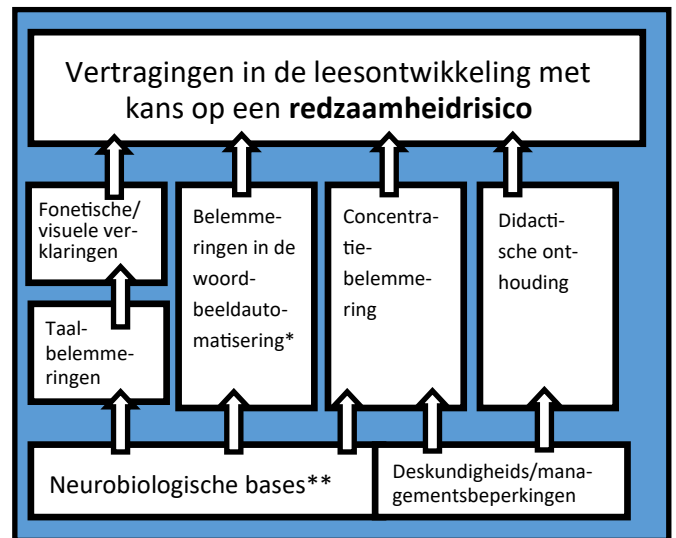 Vertragingen in de leesontwikkeling met
kans op een redzaamheidrisico
Fonetische/
visuele ver-
klaringen
Taal-
belemme-
ringen
Belemme-
ringen in de
woord-
beeldauto-
matisering*
Concentra-
tie-
belemme-
ring
Didacti-
sche ont-
houding
Neurobiologische bases**
Deskundigheids/mana-
gementsbeperkingen